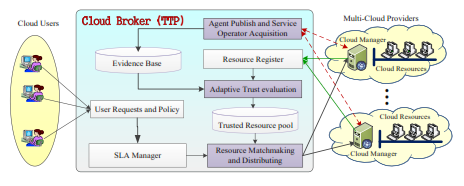 Cloud Users
Cloud Broker (TTP)
Agent Publish and Service
Operator Acquisition
Multi-Cloud Providers
Evidence Base
Resource Register
Cloud Manager
Cloud Resources
Adaptive Trust evaluation
User Requests and Policy
Trusted Resource pool
Cloud Resources
SLA Manager
Resource Matchmaking
and Distributing
Cloud Manager